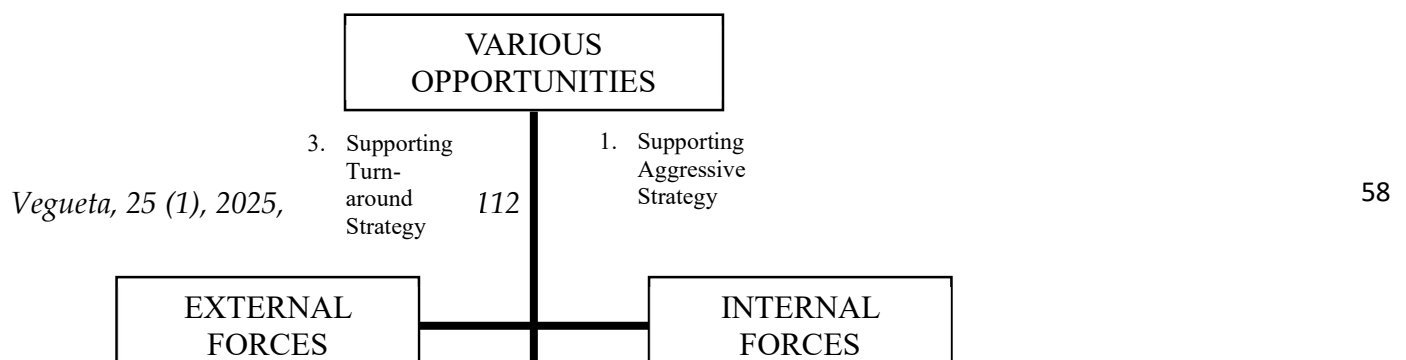 VARIOUS
OPPORTUNITIES
3. Supporting
Turn-
around
Strategy
1. Supporting
Aggressive
Strategy
Vegueta, 25 (1), 2025,
112
58
EXTERNAL
FORCES
INTERNAL
FORCES